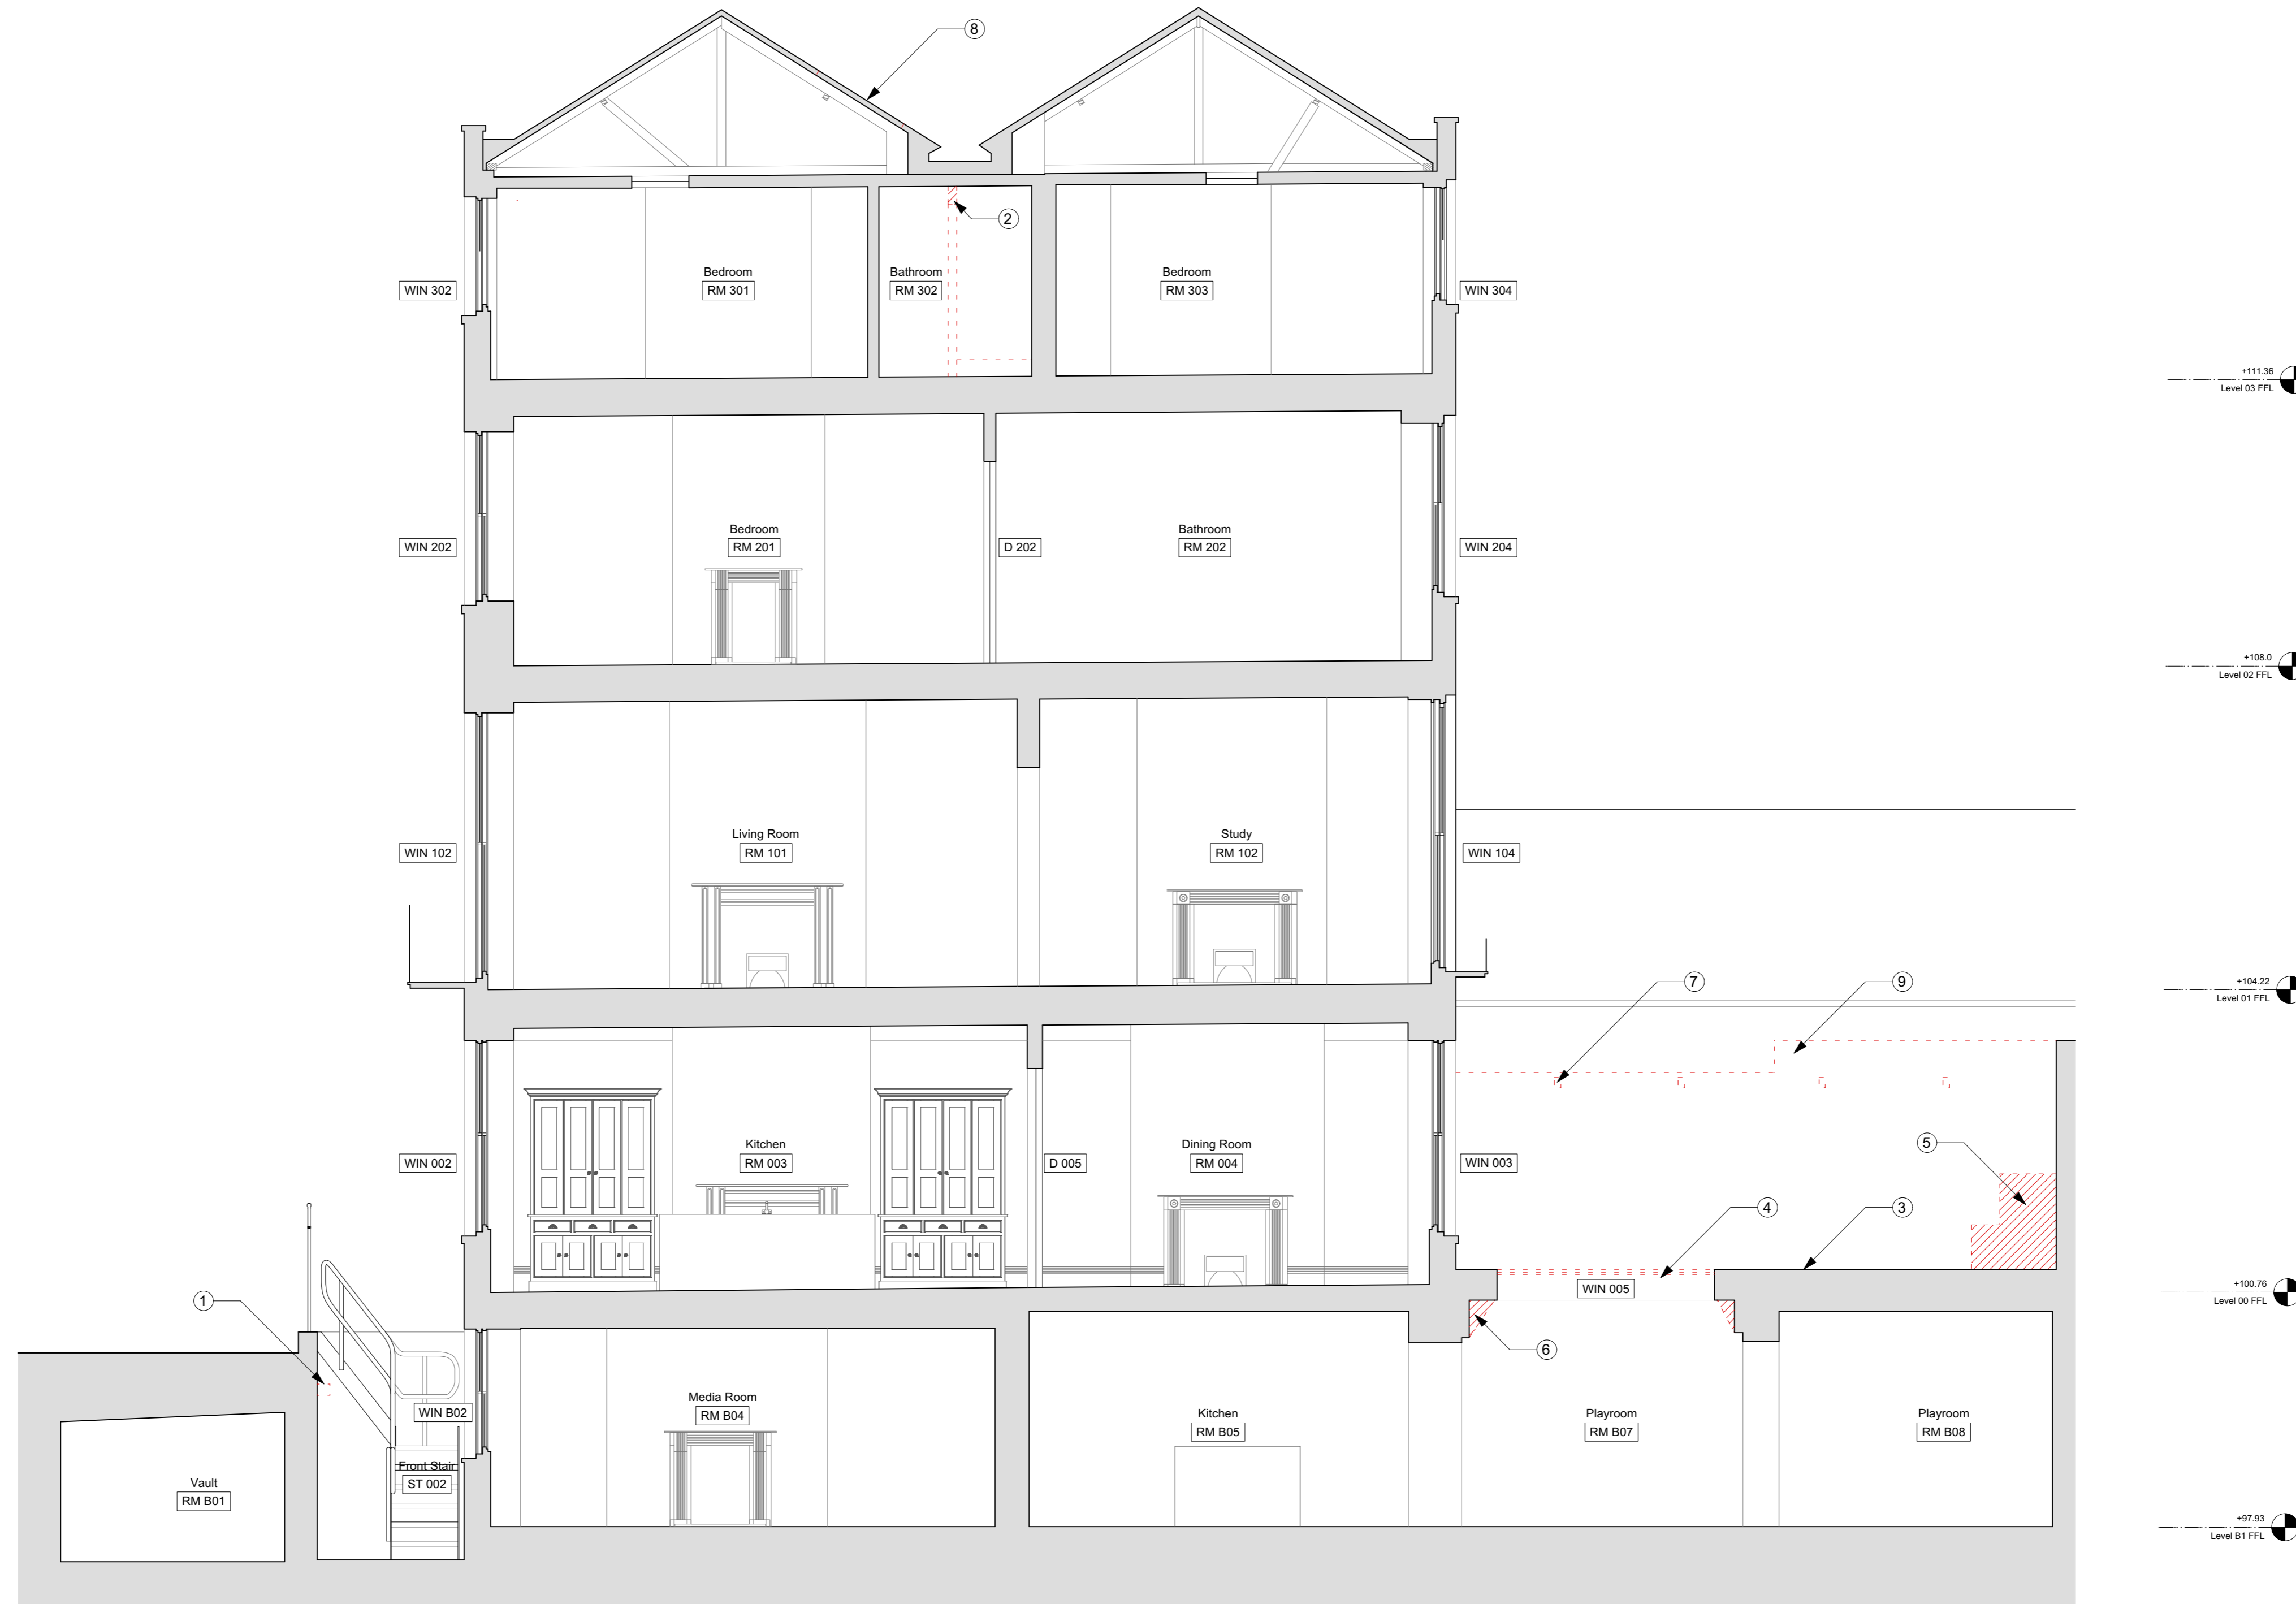 8
2
Bedroom
RM 301
Bathroom
RM 302
Bedroom
RM 303
WIN 302
WIN 304
+111.36
Level 03 FFL
Bedroom
RM 201
Bathroom
RM 202
WIN 202
D 202
WIN 204
+108.0
Level 02 FFL
Living Room
RM 101
Study
RM 102
WIN 102
WIN 104
7
9
+104.22
Level 01 FFL
Kitchen
RM 003
Dining Room
RM 004
WIN 002
D 005
WIN 003
5
4
3
WIN 005
+100.76
Level 00 FFL
1
6
Media Room
RM B04
WIN B02
Kitchen
RM B05
Playroom
RM B07
Playroom
RM B08
Front Stair
ST 002
Vault
RM B01
+97.93
Level B1 FFL